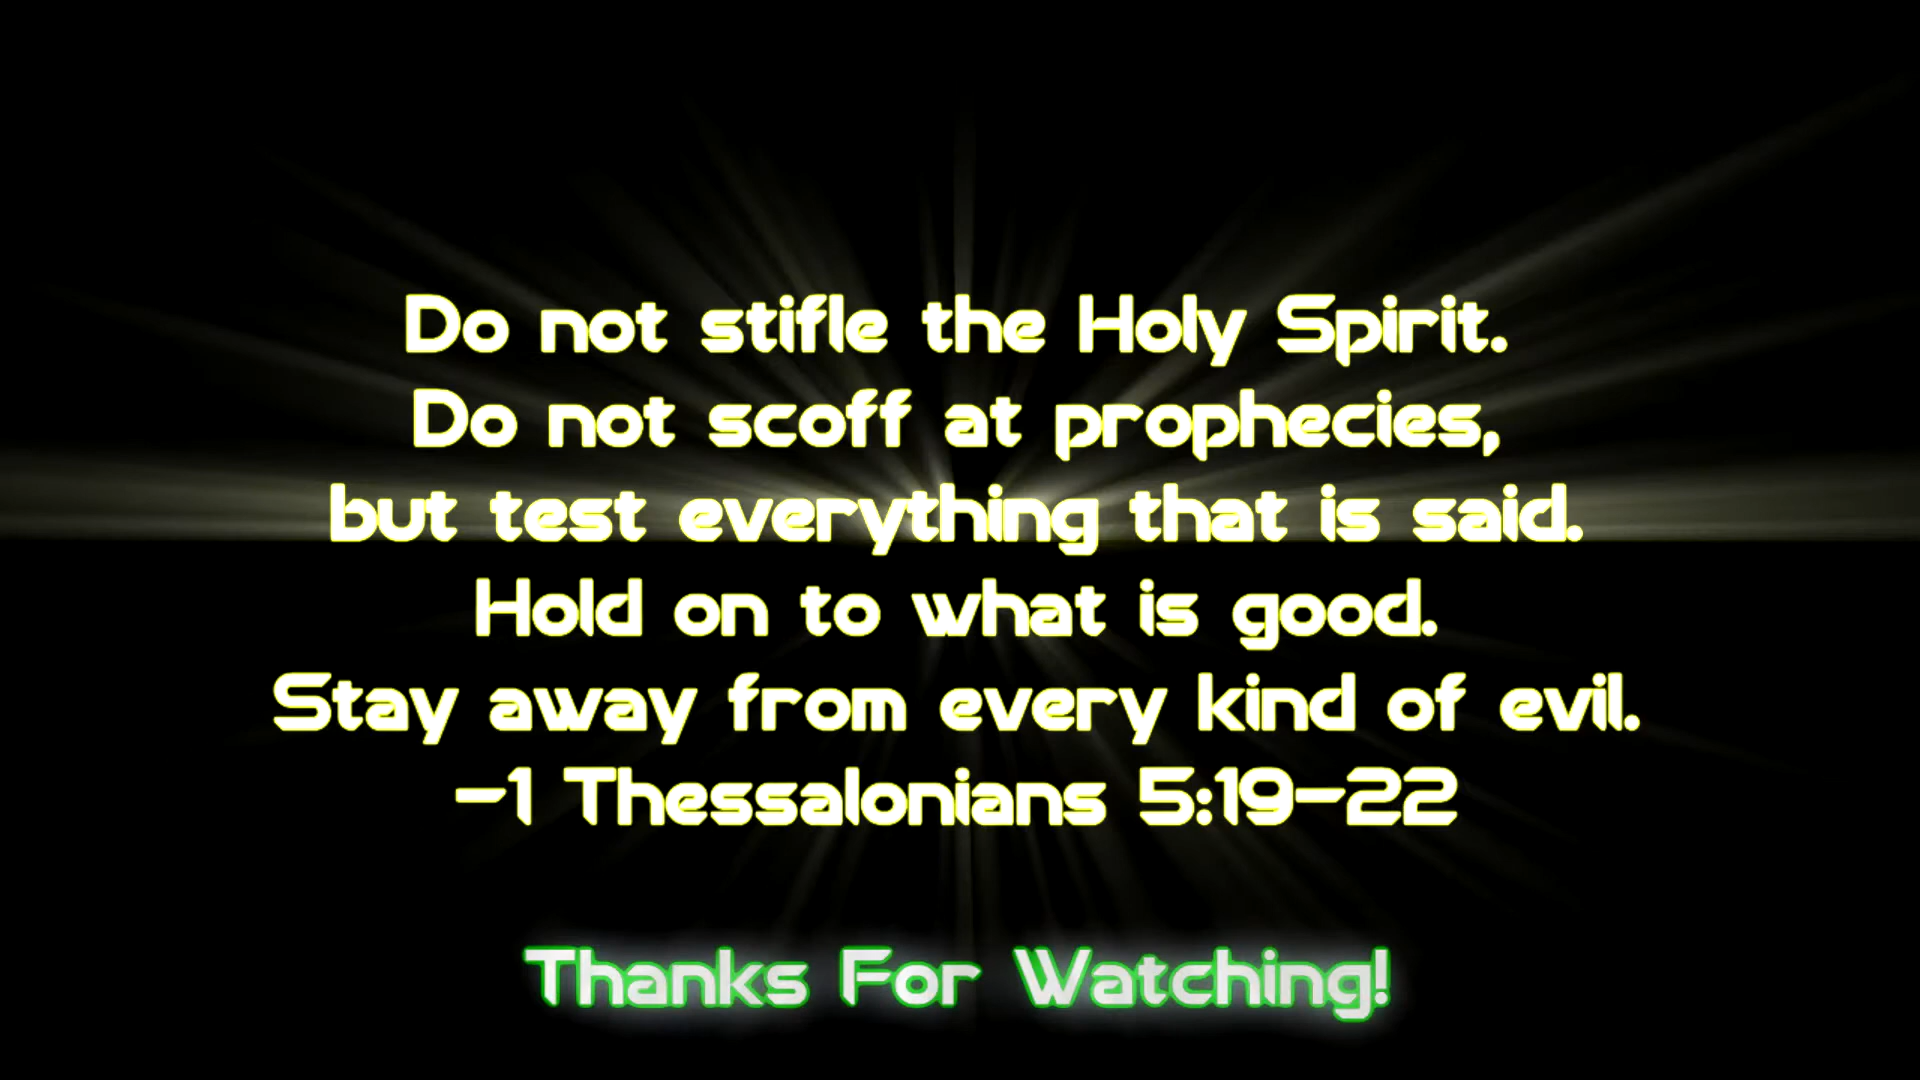 Do not stifle the Holy Spirit.
Do not scoff at prophecies,
but test everything that is said.
Hold on to what is good.
Stay away from every kind of evil.
-1 Thessalonians 5:19-22
Thanks For Watching!